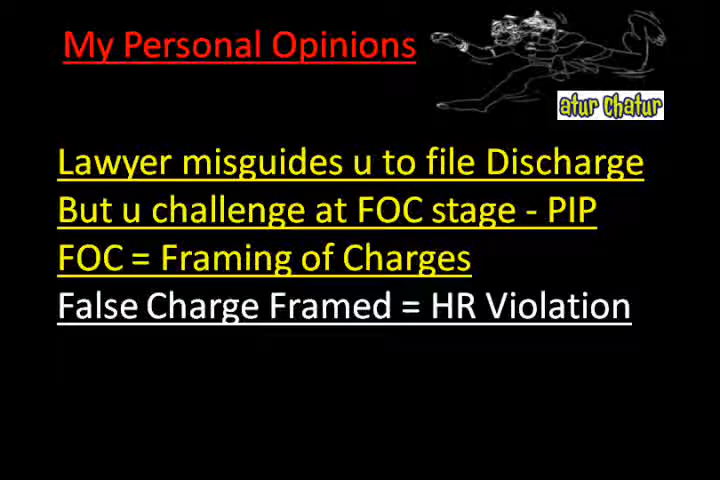 My Personal Opinions
atur chatur
Lawyer misguides u to file Discharge
But u challenge at FOC stage - PIP
FOC = Framing of Charges
False Charge Framed = HR Violation